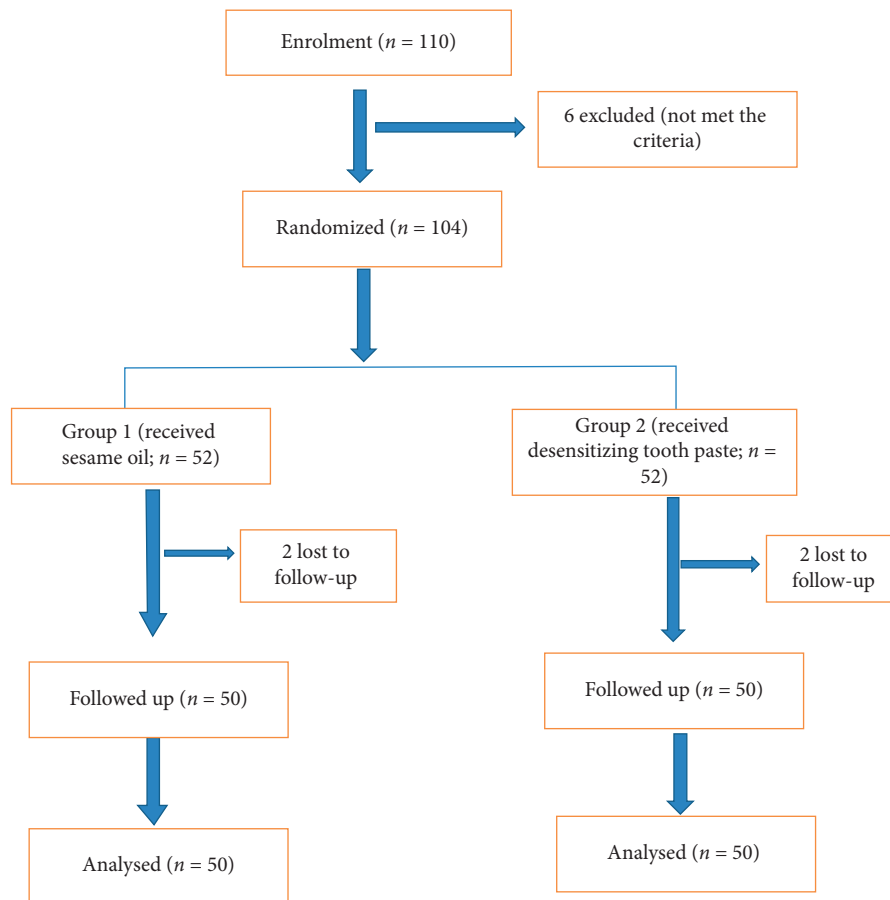 Enrolment (n = 110)
6 excluded (not met the
criteria)
Randomized (n = 104)
Group 1 (received
sesame oil; n = 52)
Group 2 (received
desensitizing tooth paste; n =
52)
2 lost to
follow-up
2 lost to
follow-up
Followed up (n = 50)
Followed up (n = 50)
Analysed (n = 50)
Analysed (n = 50)